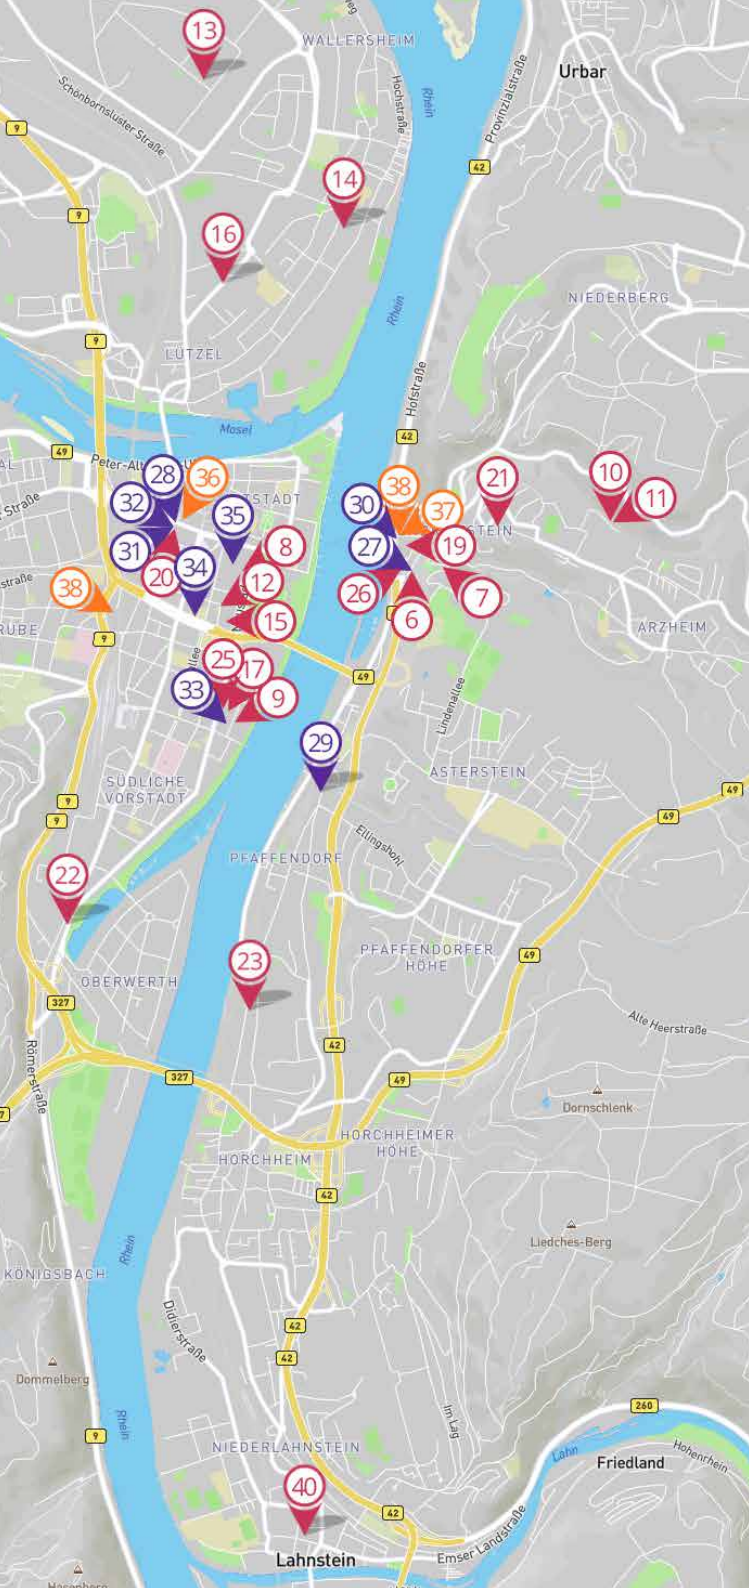 13
WALLERSHEIM
Urbar
Schönbornsluster Straße
Hochstraße
Rhein
Provinzialstraße
9
42
14
9
16
NIEDERBERG
Rhein
9
LÜTZEL
Hofstraße
Mosel
42
49
Peter-Alt
28
36
38
21
10
32
35
30
37
11
31
20
34
8
27
19
38
12
26
7
15
6
9
ARZHEIM
25
17
49
33
9
Lindenallee
29
ASTERSTEIN
SÜDLICHE
VORSTADT
49
9
49
9
PFAFFENDORF
Ellingshohl
22
23
PFAFFENDORFER
HÖHE
49
OBERWERTH
327
Alte Heerstraße
42
Römerstraße
327
49
Dornschlenk
HORCHHEIMER
HÖHE
HORCHHEIM
42
Rhein
Liedches-Berg
KÖNIGSBACH
Didierstraße
42
42
Dommelberg
Rhein
9
Im Lag
260
NIEDERLAHNSTEIN
Lahn
Hohenrhein
Friedland
40
42
Lahnstein
Emser Landstraße